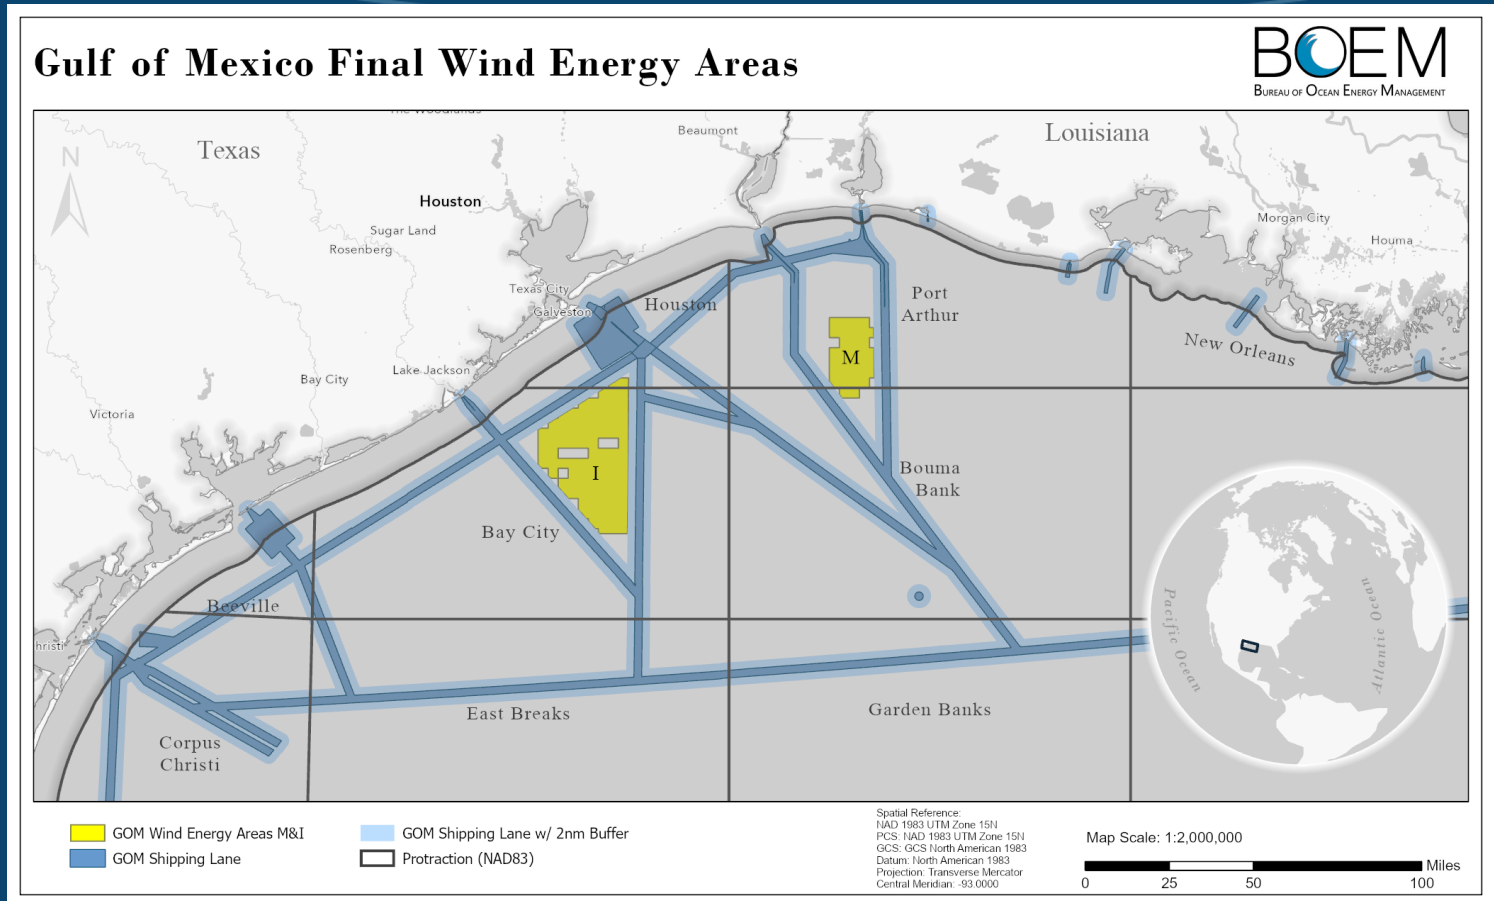 Gulf of Mexico Final Wind Energy Areas
BOEM
BUREAU OF OCEAN ENERGY MANAGEMENT
The Woodlands
Beaumont
Louisiana
Texas
N
Houston
Morgan City
Sugar Land
Rosenberg
Houma
Texas City
Galveston
Houston
Port
Arthur
New Orleans
M
Lake Jackson
Bay City
Victoria
I
Bouma
Bank
Bay City
Beeville
Pacific Ocean
Atlantic Ocean
hristi
East Breaks
Garden Banks
Corpus
Christi
GOM Wind Energy Areas M&I
GOM Shipping Lane
GOM Shipping Lane w/ 2nm Buffer
Protraction (NAD83)
Spatial Reference:
NAD 1983 UTM Zone 15N
PCS: NAD 1983 UTM Zone 15N
GCS: GCS North American 1983
Datum: North American 1983
Projection: Transverse Mercator
Central Meridian: -93.0000
Map Scale: 1:2,000,000
Miles
0 25 50 100